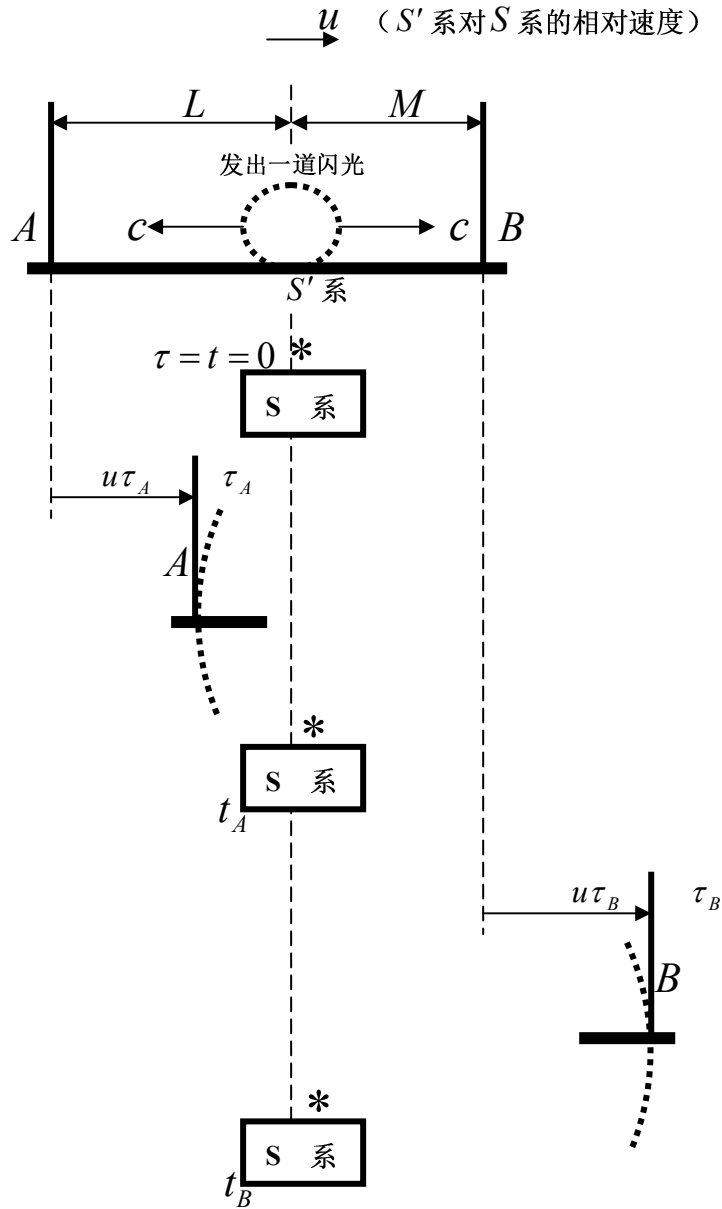 u （S′系对S系的相对速度）
L M
发出一道闪光
A c c B
S′系
τ = t = 0 *
S 系
uτ_A τ_A
A
*
S 系
t_A
uτ_B τ_B
B
*
S 系
t_B